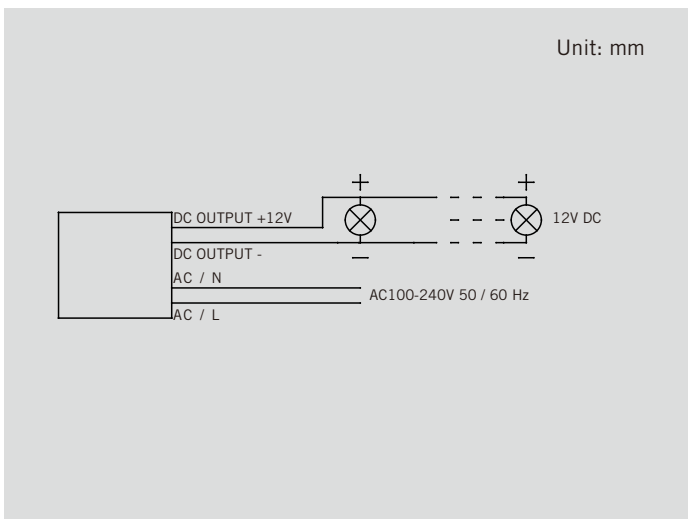 Unit: mm
+
+
DC OUTPUT +12V
12V DC
DC OUTPUT -
—
—
AC / N
AC100-240V 50 / 60 Hz
AC / L